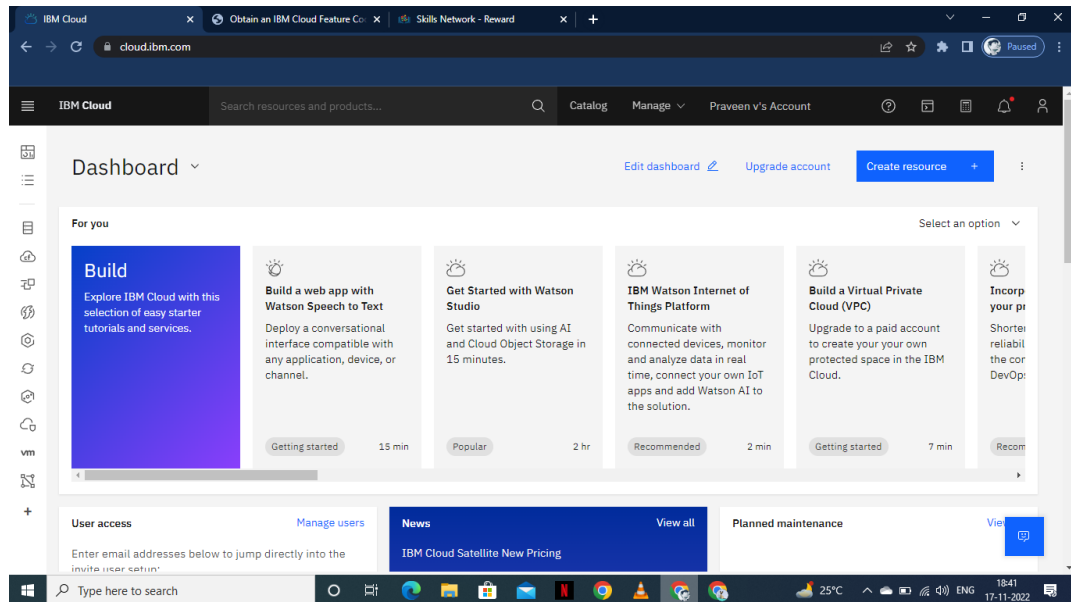 IBM Cloud
Obtain an IBM Cloud Feature Co
Skills Network - Reward
cloud.ibm.com
Paused
IBM Cloud
Search resources and products...
Catalog
Manage
Praveen v's Account
Dashboard
Edit dashboard
Upgrade account
Create resource +
For you
Select an option
Build
Explore IBM Cloud with this
selection of easy starter
tutorials and services.
Build a web app with
Watson Speech to Text
Deploy a conversational
interface compatible with
any application, device, or
channel.
Getting started 15 min
Get Started with Watson
Studio
Get started with using AI
and Cloud Object Storage in
15 minutes.
Popular 2 hr
IBM Watson Internet of
Things Platform
Communicate with
connected devices, monitor
and analyze data in real
time, connect your own IoT
apps and add Watson AI to
the solution.
Recommended 2 min
Build a Virtual Private
Cloud (VPC)
Upgrade to a paid account
to create your your own
protected space in the IBM
Cloud.
Getting started 7 min
Incorp
your pr
Shorte
reliabil
the cor
DevOp
Recom
vm
User access
Manage users
Enter email addresses below to jump directly into the
invite user setup:
News
View all
IBM Cloud Satellite New Pricing
Planned maintenance
Vie
Type here to search
N
25°C
ENG
18:41
17-11-2022